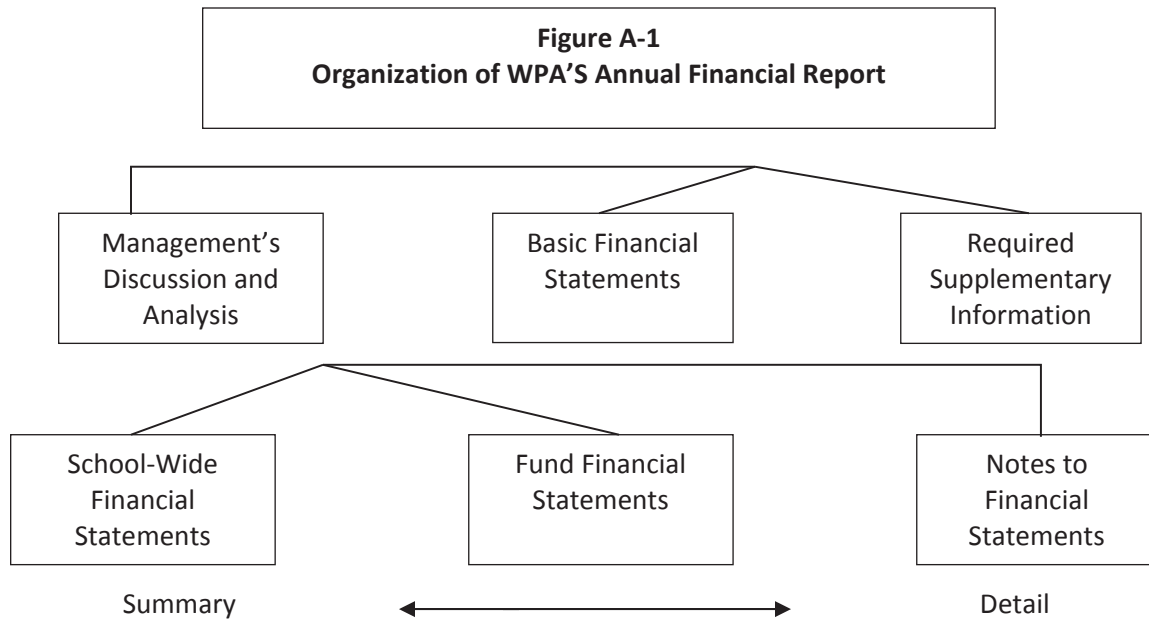 Figure A-1
Organization of WPA’S Annual Financial Report
Management’s
Discussion and
Analysis
Basic Financial
Statements
Required
Supplementary
Information
School-Wide
Financial
Statements
Fund Financial
Statements
Notes to
Financial
Statements
Summary
Detail